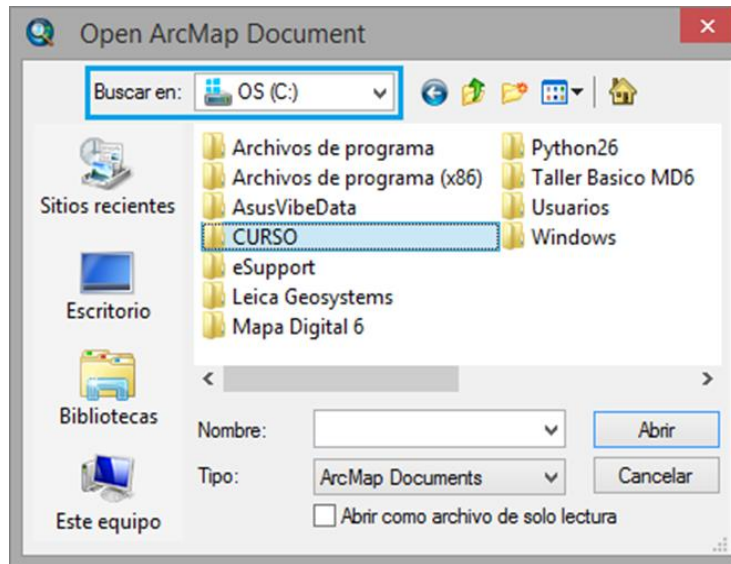 Open ArcMap Document
Buscar en: OS (C:)
Sitios recientes
Escritorio
Bibliotecas
Este equipo
Archivos de programa
Archivos de programa (x86)
AsusVibeData
CURSO
eSupport
Leica Geosystems
Mapa Digital 6
Python26
Taller Basico MD6
Usuarios
Windows
Nombre:
Abrir
Tipo: ArcMap Documents
Cancelar
Abrir como archivo de solo lectura